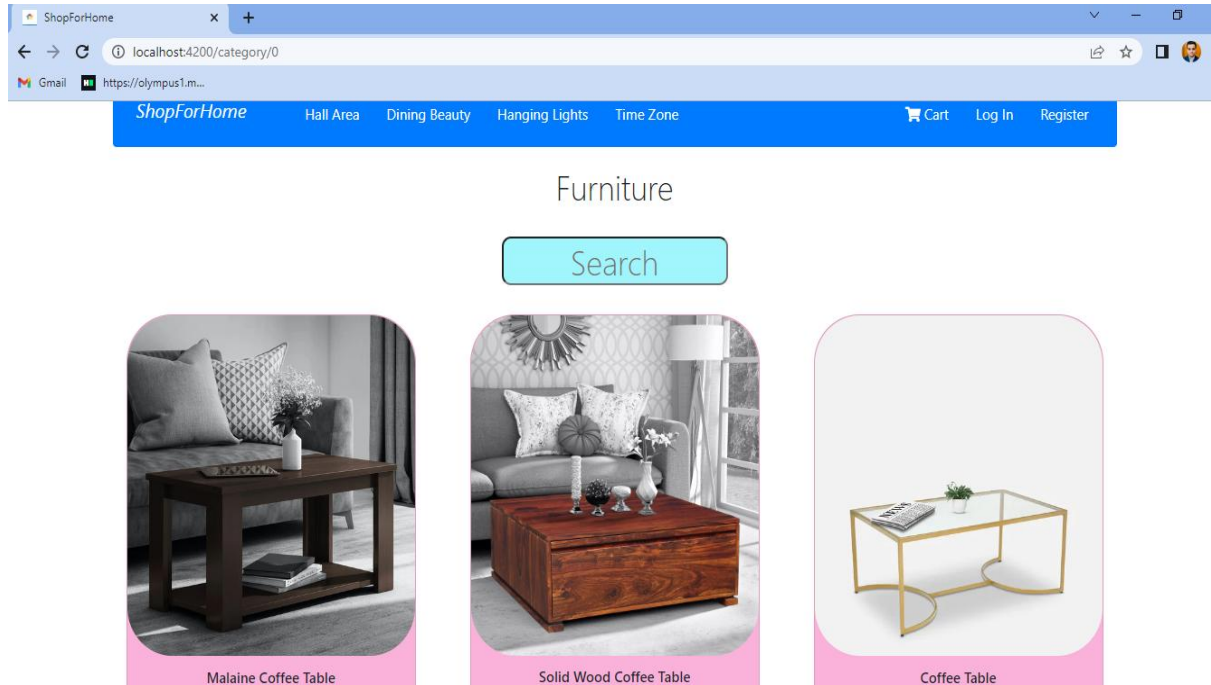 ShopForHome
localhost:4200/category/0
Gmail
https://olympus1.m...
ShopForHome Hall Area Dining Beauty Hanging Lights Time Zone Cart Log In Register
Furniture
Search
NEWS
Malaine Coffee Table Solid Wood Coffee Table Coffee Table